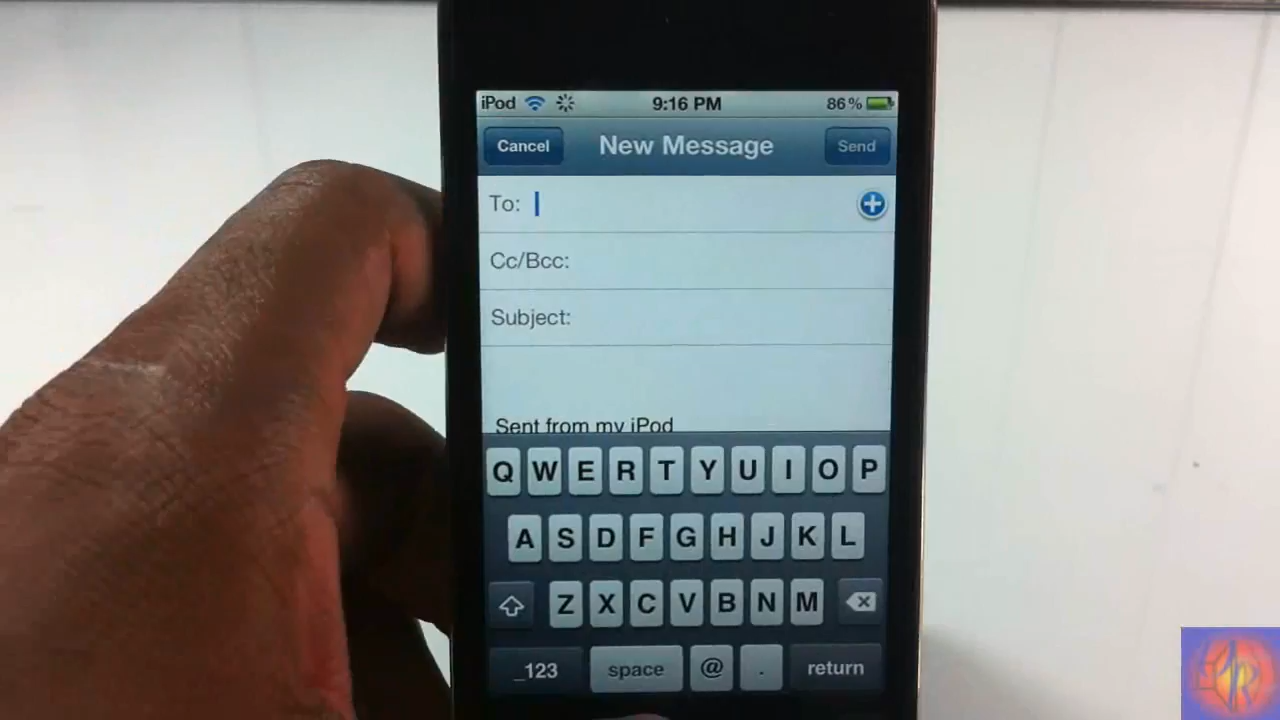 iPod 9:16 PM 86%
Cancel New Message Send
To:
Cc/Bcc:
Subject:
Sent from my iPod
Q W E R T Y U I O P
A S D F G H J K L
Z X C V B N M
_123 space @ . return